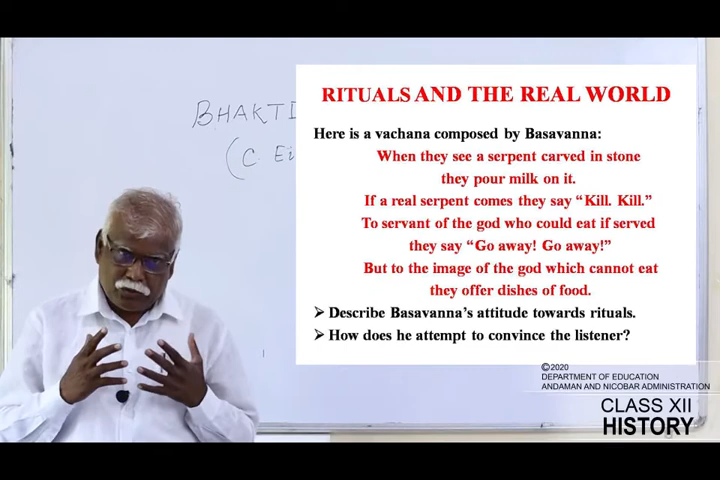 BHAKTI
(C. Ei
RITUALS AND THE REAL WORLD
Here is a vachana composed by Basavanna:
When they see a serpent carved in stone
they pour milk on it.
If a real serpent comes they say “Kill. Kill.”
To servant of the god who could eat if served
they say “Go away! Go away!”
But to the image of the god which cannot eat
they offer dishes of food.
➢ Describe Basavanna’s attitude towards rituals.
➢ How does he attempt to convince the listener?
©2020
DEPARTMENT OF EDUCATION
ANDAMAN AND NICOBAR ADMINISTRATION
CLASS XII
HISTORY